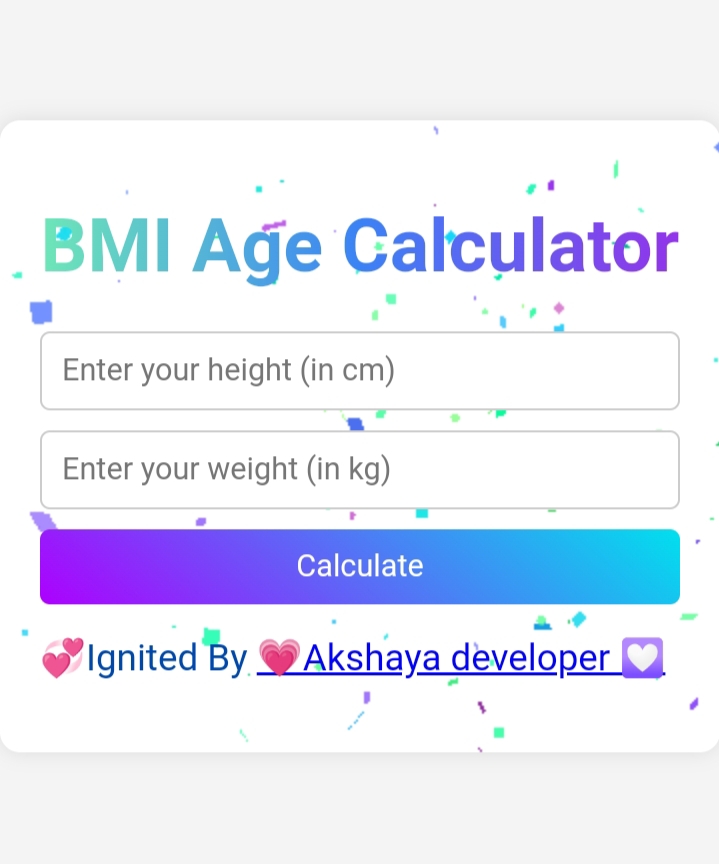 BMI Age Calculator
Enter your height (in cm)
Enter your weight (in kg)
Calculate
💞Ignited By 💗Akshaya developer 💟